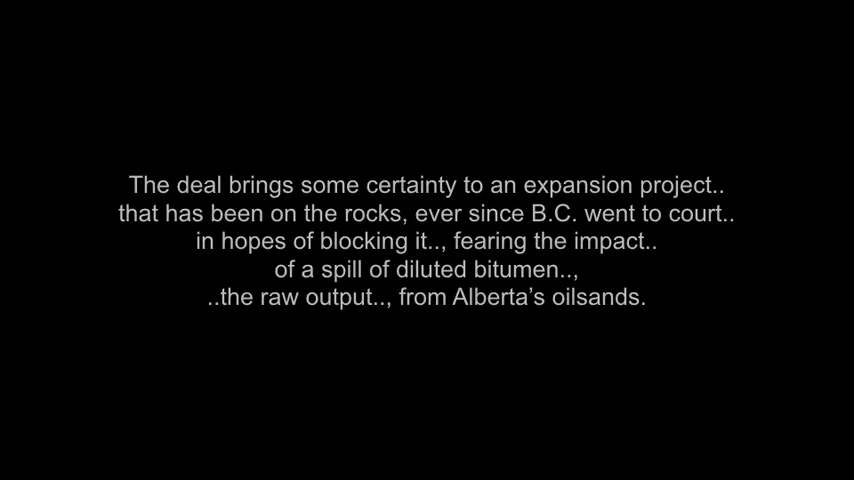 The deal brings some certainty to an expansion project..
that has been on the rocks, ever since B.C. went to court..
in hopes of blocking it.., fearing the impact..
of a spill of diluted bitumen..,
..the raw output.., from Alberta’s oilsands.